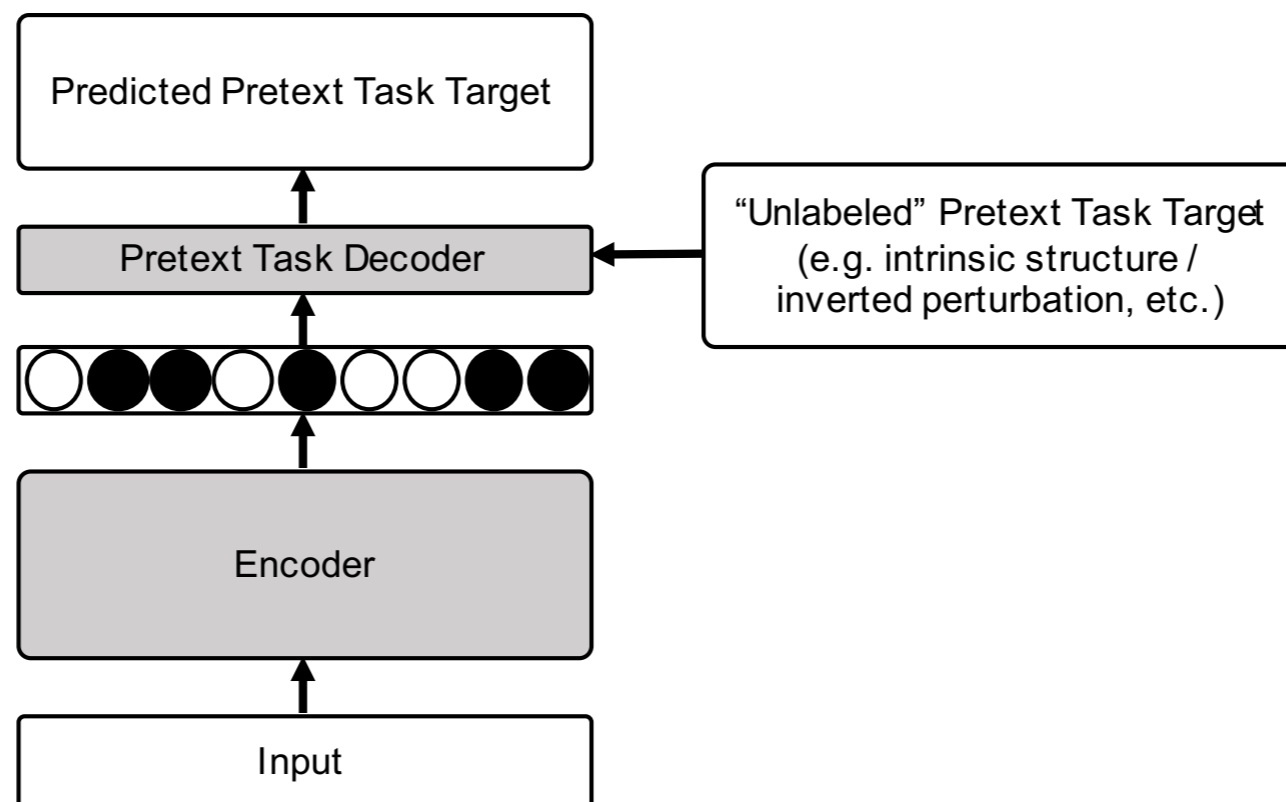 Predicted Pretext Task Target
“Unlabeled” Pretext Task Target
(e.g. intrinsic structure /
inverted perturbation, etc.)
Pretext Task Decoder
Encoder
Input